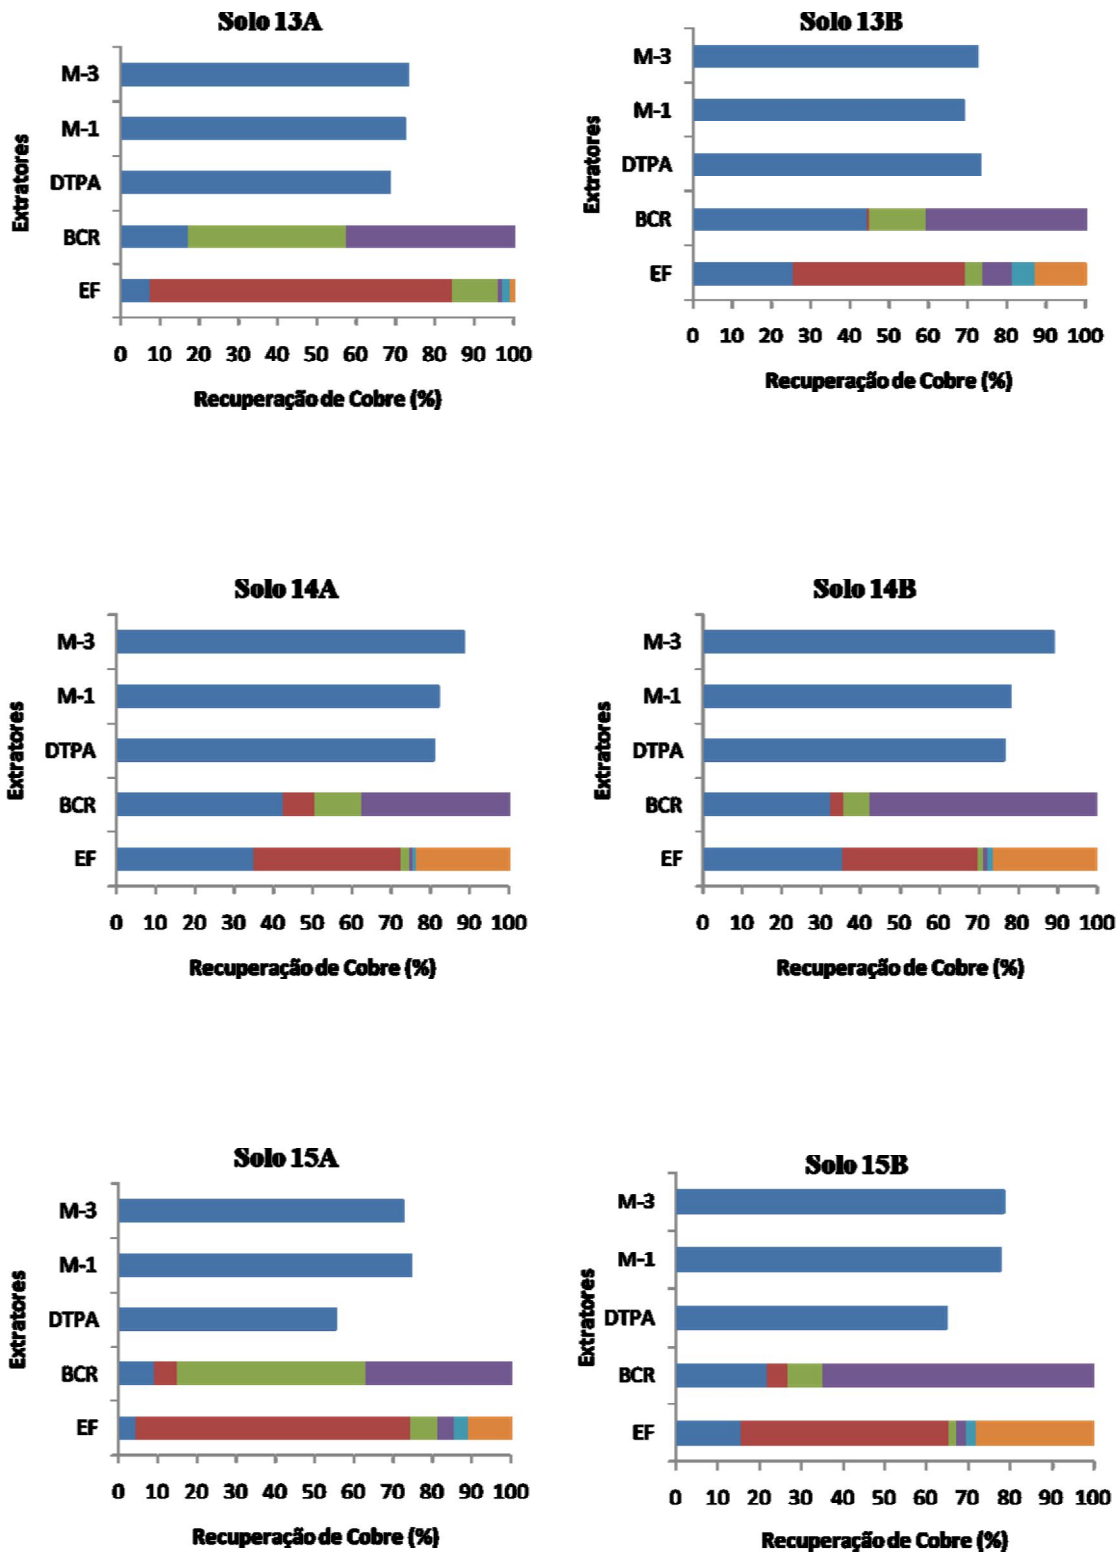 Solo 13A
Extratores
M-3
M-1
DTPA
BCR
EF
0 10 20 30 40 50 60 70 80 90 100
Recuperação de Cobre (%)
Solo 13B
Extratores
M-3
M-1
DTPA
BCR
EF
0 10 20 30 40 50 60 70 80 90 100
Recuperação de Cobre (%)
Solo 14A
Extratores
M-3
M-1
DTPA
BCR
EF
0 10 20 30 40 50 60 70 80 90 100
Recuperação de Cobre (%)
Solo 14B
Extratores
M-3
M-1
DTPA
BCR
EF
0 10 20 30 40 50 60 70 80 90 100
Recuperação de Cobre (%)
Solo 15A
Extratores
M-3
M-1
DTPA
BCR
EF
0 10 20 30 40 50 60 70 80 90 100
Recuperação de Cobre (%)
Solo 15B
Extratores
M-3
M-1
DTPA
BCR
EF
0 10 20 30 40 50 60 70 80 90 100
Recuperação de Cobre (%)